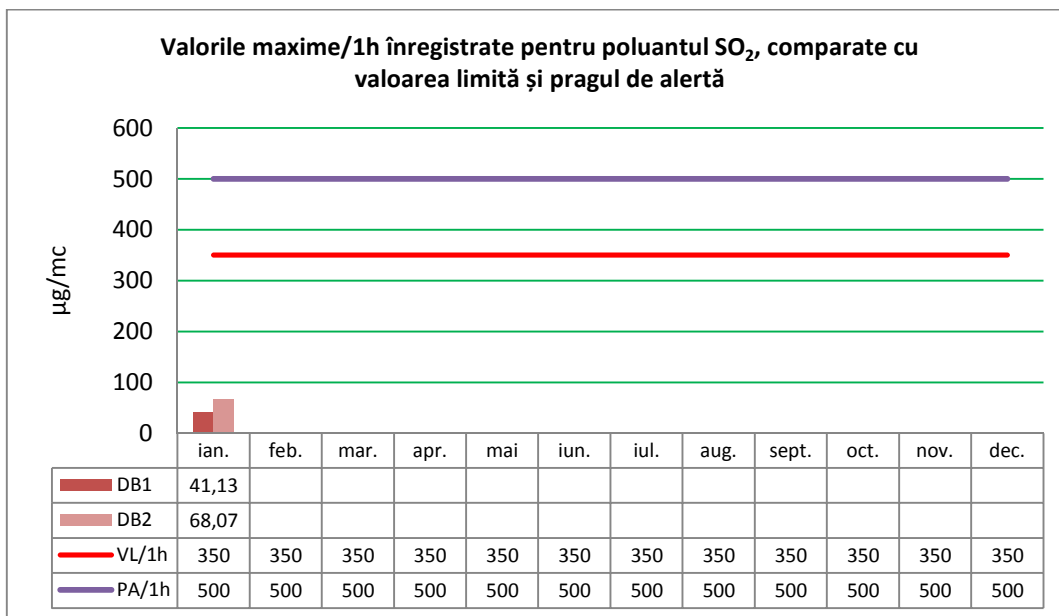 Valorile maxime/1h înregistrate pentru poluantul SO₂, comparate cu
valoarea limită și pragul de alertă
600
500
400
300
200
100
0
µg/mc
ian. feb. mar. apr. mai iun. iul. aug. sept. oct. nov. dec.
DB1 41,13
DB2 68,07
VL/1h 350 350 350 350 350 350 350 350 350 350 350 350
PA/1h 500 500 500 500 500 500 500 500 500 500 500 500